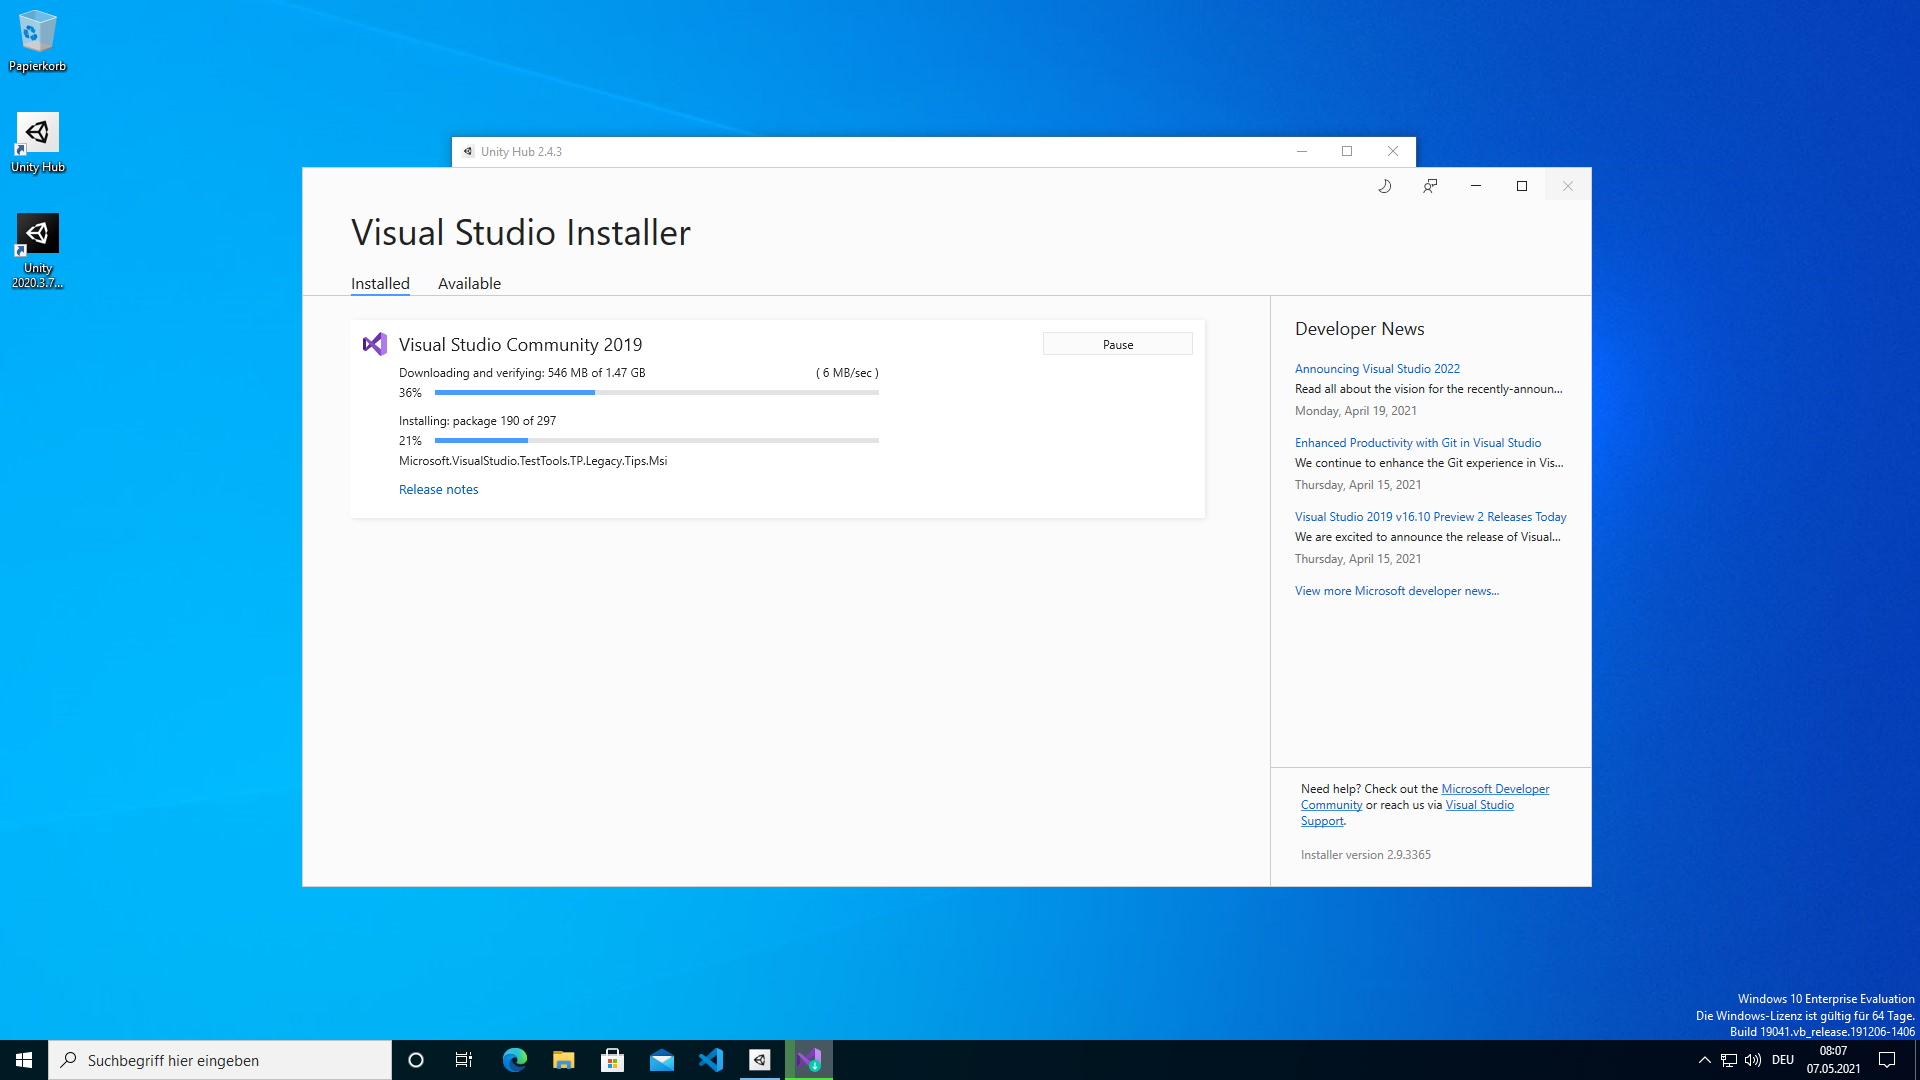 Papierkorb
Unity Hub
Unity
2020.3.7...
Unity Hub 2.4.3
Visual Studio Installer
Installed Available
Visual Studio Community 2019
Pause
Downloading and verifying: 546 MB of 1.47 GB ( 6 MB/sec )
36%
Installing: package 190 of 297
21%
Microsoft.VisualStudio.TestTools.TP.Legacy.Tips.Msi
Release notes
Developer News
Announcing Visual Studio 2022
Read all about the vision for the recently-announ...
Monday, April 19, 2021
Enhanced Productivity with Git in Visual Studio
We continue to enhance the Git experience in Vis...
Thursday, April 15, 2021
Visual Studio 2019 v16.10 Preview 2 Releases Today
We are excited to announce the release of Visual...
Thursday, April 15, 2021
View more Microsoft developer news...
Need help? Check out the Microsoft Developer
Community or reach us via Visual Studio
Support.
Installer version 2.9.3365
Windows 10 Enterprise Evaluation
Die Windows-Lizenz ist gültig für 64 Tage.
Build 19041.vb_release.191206-1406
Suchbegriff hier eingeben
DEU
08:07
07.05.2021